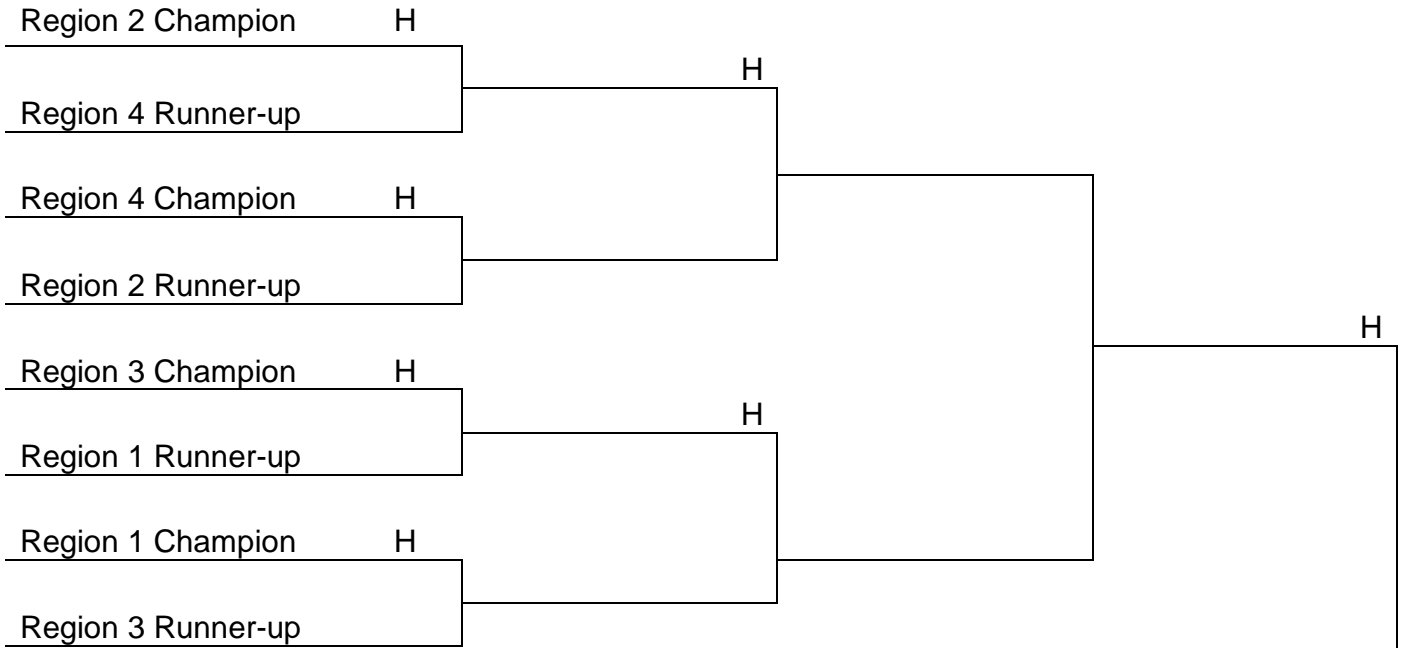 Region 2 Champion H
H
Region 4 Runner-up
Region 4 Champion H
Region 2 Runner-up
H
Region 3 Champion H
H
Region 1 Runner-up
Region 1 Champion H
Region 3 Runner-up